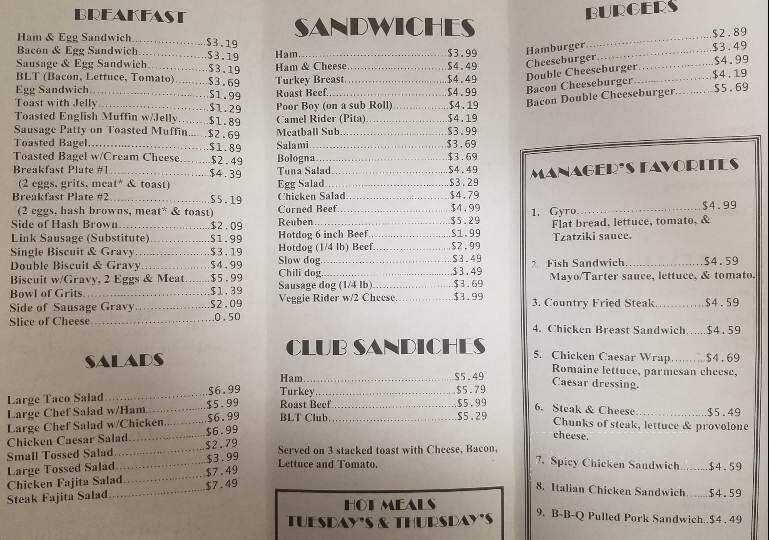 BREAKFAST
Ham & Egg Sandwich....................$3.19
Bacon & Egg Sandwich..................$3.19
Sausage & Egg Sandwich................$3.19
BLT (Bacon, Lettuce, Tomato).........$3.69
Egg Sandwich..........................$1.99
Toast with Jelly......................$1.29
Toasted English Muffin w/Jelly........$1.89
Sausage Patty on Toasted Muffin......$2.69
Toasted Bagel.........................$1.89
Toasted Bagel w/Cream Cheese.........$2.49
Breakfast Plate #1....................$4.39
(2 eggs, grits, meat* & toast)
Breakfast Plate #2....................$5.19
(2 eggs, hash browns, meat* & toast)
Side of Hash Brown....................$2.09
Link Sausage (Substitute).............$1.99
Single Biscuit & Gravy................$3.19
Double Biscuit & Gravy................$4.99
Biscuit w/Gravy, 2 Eggs & Meat.......$5.99
Bowl of Grits.........................$1.39
Side of Sausage Gravy.................$2.09
Slice of Cheese.......................0.50
SALADS
Large Taco Salad......................$6.99
Large Chef Salad w/Ham................$5.99
Large Chef Salad w/Chicken............$6.99
Chicken Caesar Salad..................$6.99
Small Tossed Salad....................$2.79
Large Tossed Salad....................$3.99
Chicken Fajita Salad..................$7.49
Steak Fajita Salad....................$7.49
SANDWICHES
Ham...................................$3.99
Ham & Cheese..........................$4.49
Turkey Breast.........................$4.49
Roast Beef............................$4.99
Poor Boy (on a sub Roll)..............$4.19
Camel Rider (Pita)....................$4.19
Meatball Sub..........................$3.99
Salami................................$3.69
Bologna...............................$3.69
Tuna Salad............................$4.49
Egg Salad.............................$3.29
Chicken Salad.........................$4.79
Corned Beef...........................$4.99
Reuben................................$5.29
Hotdog 6 inch Beef....................$1.99
Hotdog (1/4 lb) Beef..................$2.99
Slow dog..............................$3.49
Chili dog.............................$3.49
Sausage dog (1/4 lb)..................$3.69
Veggie Rider w/2 Cheese...............$3.99
CLUB SANDICHES
Ham...................................$5.49
Turkey................................$5.79
Roast Beef............................$5.99
BLT Club..............................$5.29
Served on 3 stacked toast with Cheese, Bacon,
Lettuce and Tomato.
HOT MEALS
TUESDAY'S & THURSDAY'S
BURGERS
Hamburger.............................$2.89
Cheeseburger..........................$3.49
Double Cheeseburger...................$4.99
Bacon Cheeseburger....................$4.19
Bacon Double Cheeseburger.............$5.69
MANAGER'S FAVORITES
1. Gyro...............................$4.99
Flat bread, lettuce, tomato, &
Tzatziki sauce.
2. Fish Sandwich......................$4.59
Mayo/Tarter sauce, lettuce, & tomato.
3. Country Fried Steak................$4.59
4. Chicken Breast Sandwich......$4.59
5. Chicken Caesar Wrap..........$4.69
Romaine lettuce, parmesan cheese,
Caesar dressing.
6. Steak & Cheese.....................$5.49
Chunks of steak, lettuce & provolone
cheese.
7. Spicy Chicken Sandwich........$4.59
8. Italian Chicken Sandwich......$4.59
9. B-B-Q Pulled Pork Sandwich..$4.49